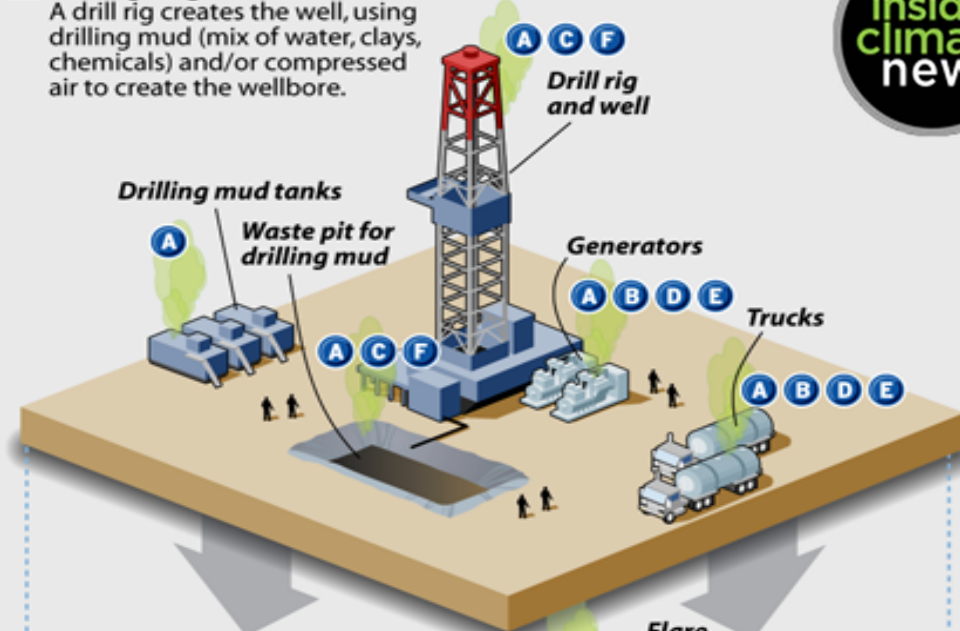 A drill rig creates the well, using
drilling mud (mix of water, clays,
chemicals) and/or compressed
air to create the wellbore.
A C F
Drill rig
and well
Drilling mud tanks
A
Waste pit for
drilling mud
Generators
A B D E
Trucks
A C F
A B D E
Flare